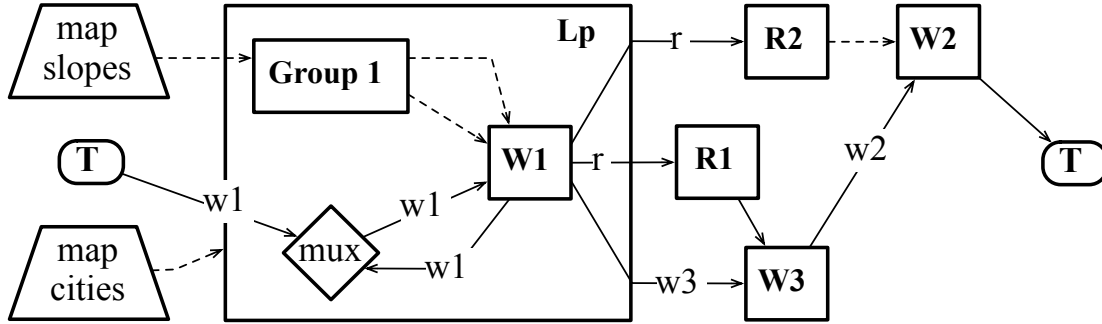 map
slopes
Group 1
Lp
r
R2
W2
T
w1
mux
w1
w1
W1
r
R1
w2
T
map
cities
w3
W3